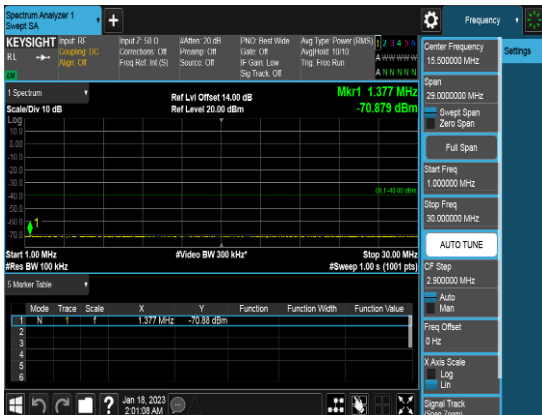 Spectrum Analyzer 1
Swept SA
Frequency
KEYSIGHT
RL
Input: RF
Coupling: DC
Align: Off
Input Z: 50 Ω
Corrections: Off
Freq Ref: Int (S)
#Atten: 20 dB
Preamp: Off
Source: Off
PNO: Best Wide
Gate: Off
IF Gain: Low
Sig Track: Off
Avg Type: Power (RMS)
Avg|Hold: 10/10
Trig: Free Run
1 2 3 4 5 6
A W W W W W
A N N N N N
1 Spectrum
Scale/Div 10 dB
Ref Lvl Offset 14.00 dB
Ref Level 20.00 dBm
Mkr1 1.377 MHz
-70.879 dBm
Log
10.0
0.00
-10.0
-20.0
-30.0
-40.0
-50.0
-60.0
-70.0
1
DL1 -40.00 dBm
Start 1.00 MHz
#Res BW 100 kHz
#Video BW 300 kHz*
Stop 30.00 MHz
#Sweep 1.00 s (1001 pts)
5 Marker Table
Mode Trace Scale X Y Function Function Width Function Value
1 N 1 f 1.377 MHz -70.88 dBm
2
3
4
5
6
Jan 18, 2023
2:01:08 AM
Center Frequency
15.500000 MHz
Settings
Span
29.0000000 MHz
Swept Span
Zero Span
Full Span
Start Freq
1.000000 MHz
Stop Freq
30.000000 MHz
AUTO TUNE
CF Step
2.900000 MHz
Auto
Man
Freq Offset
0 Hz
X Axis Scale
Log
Lin
Signal Track
(Span Zoom)